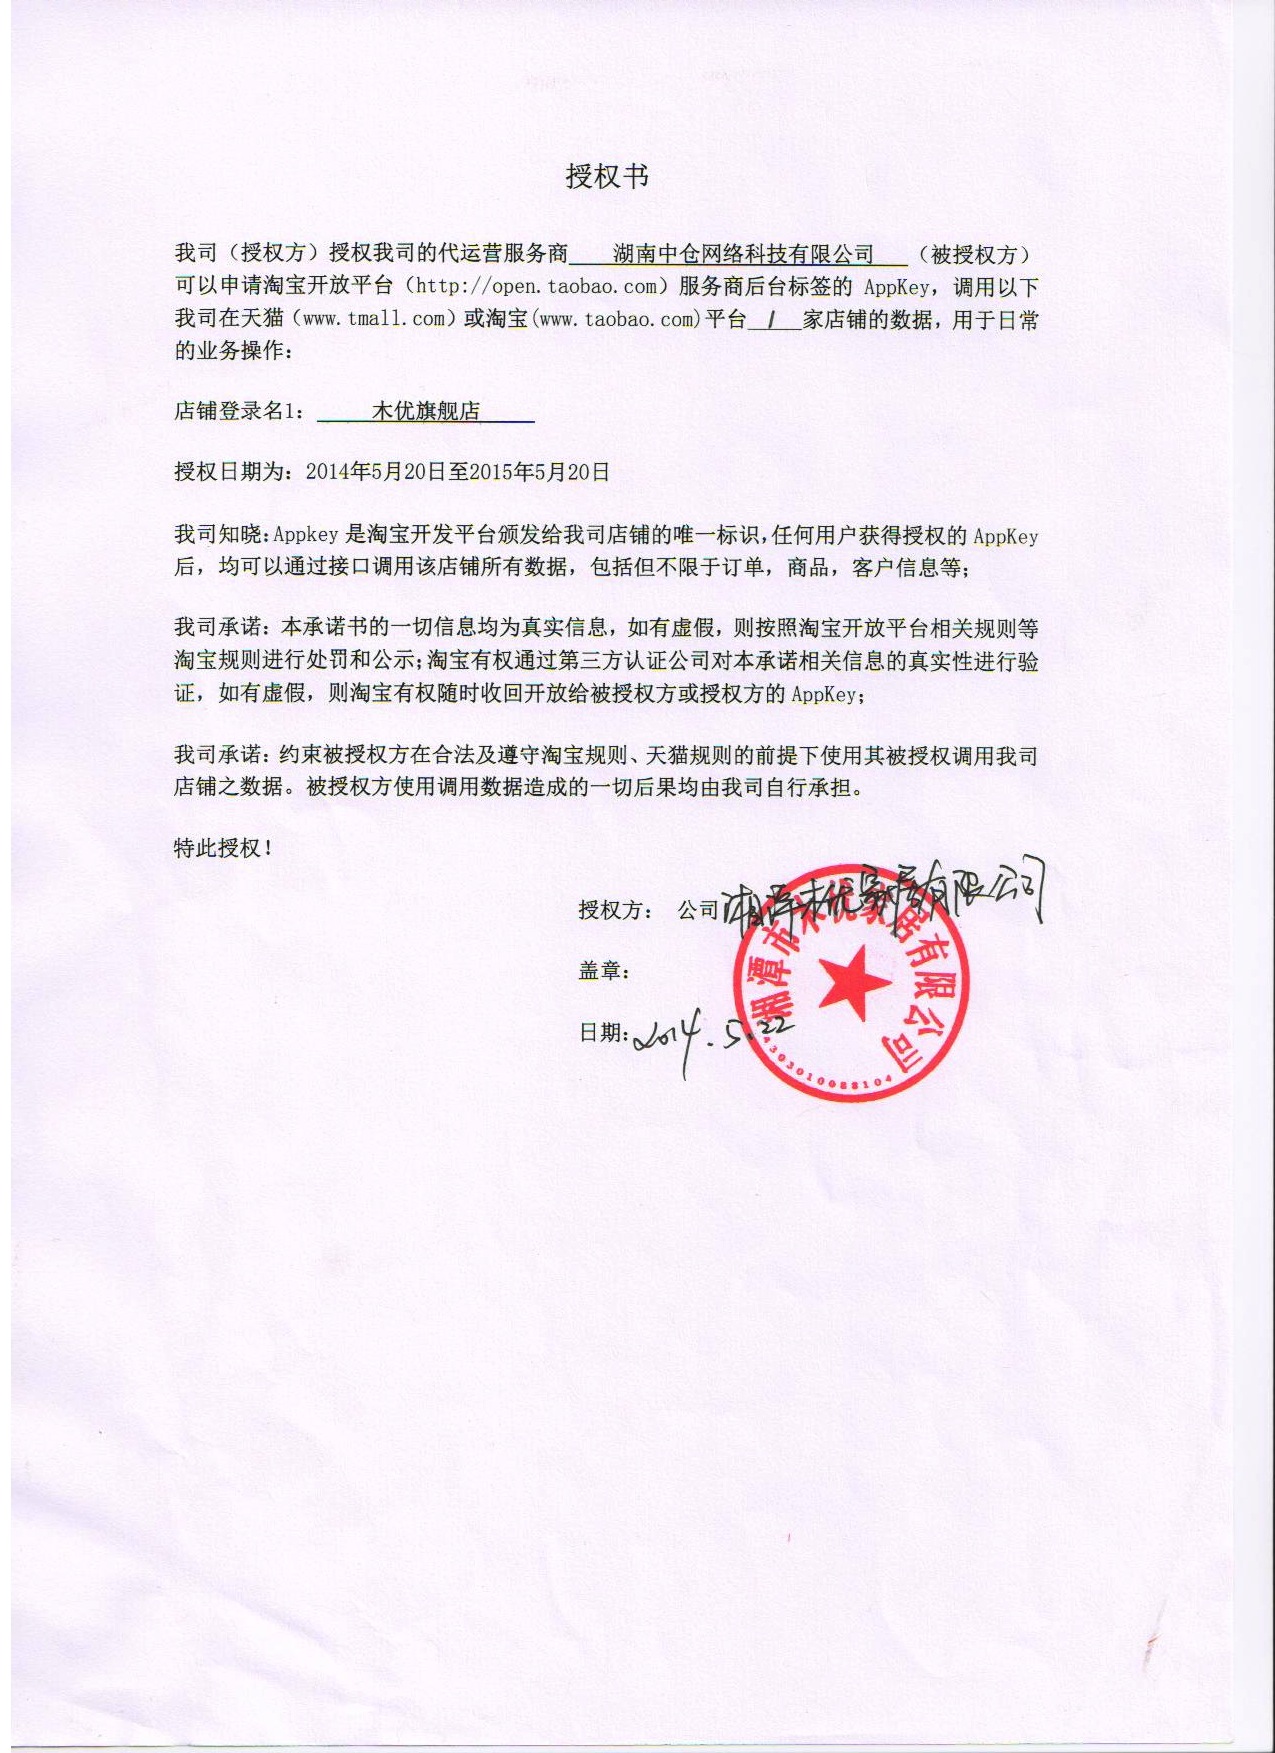 授权书
我司（授权方）授权我司的代运营服务商 湖南中仓网络科技有限公司 （被授权方）
可以申请淘宝开放平台（http://open.taobao.com）服务商后台标签的 AppKey，调用以下
我司在天猫（www.tmall.com）或淘宝(www.taobao.com)平台 1 家店铺的数据，用于日常
的业务操作：
店铺登录名1： 木优旗舰店
授权日期为：2014年5月20日至2015年5月20日
我司知晓：Appkey 是淘宝开发平台颁发给我司店铺的唯一标识，任何用户获得授权的 AppKey
后，均可以通过接口调用该店铺所有数据，包括但不限于订单，商品，客户信息等；
我司承诺：本承诺书的一切信息均为真实信息，如有虚假，则按照淘宝开放平台相关规则等
淘宝规则进行处罚和公示；淘宝有权通过第三方认证公司对本承诺相关信息的真实性进行验
证，如有虚假，则淘宝有权随时收回开放给被授权方或授权方的 AppKey；
我司承诺：约束被授权方在合法及遵守淘宝规则、天猫规则的前提下使用其被授权调用我司
店铺之数据。被授权方使用调用数据造成的一切后果均由我司自行承担。
特此授权！
授权方： 公司 湘潭木优家居有限公司
湘潭市木优家居有限公司
盖章：
日期：2014.5.22
4303010088104